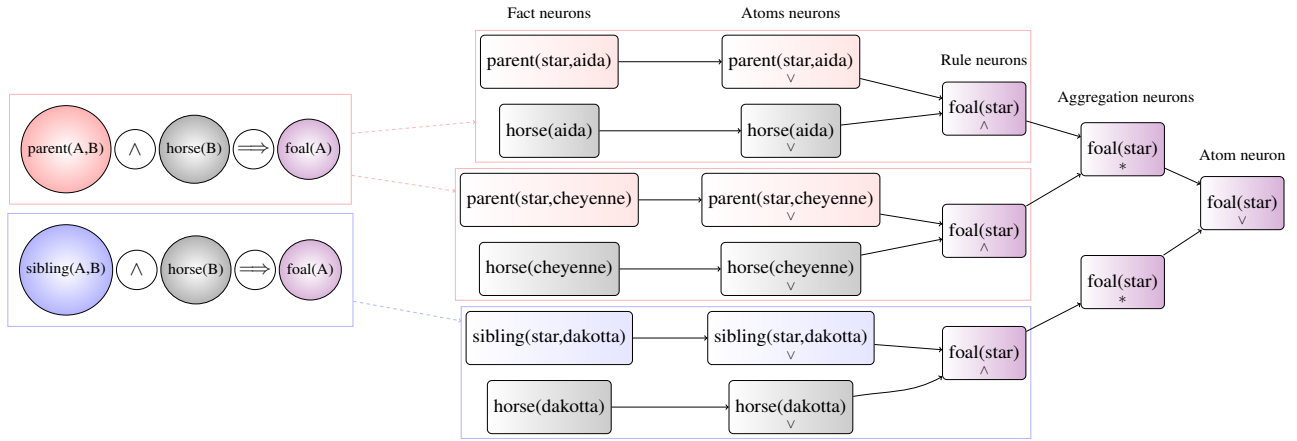 Fact neurons
Atoms neurons
parent(star,aida)
parent(star,aida)
∨
Rule neurons
foal(star)
∧
horse(aida)
horse(aida)
∨
Aggregation neurons
foal(star)
*
Atom neuron
foal(star)
∨
parent(A,B) ∧ horse(B) ⟹ foal(A)
parent(star,cheyenne)
parent(star,cheyenne)
∨
foal(star)
∧
horse(cheyenne)
horse(cheyenne)
∨
foal(star)
*
sibling(A,B) ∧ horse(B) ⟹ foal(A)
sibling(star,dakotta)
sibling(star,dakotta)
∨
foal(star)
∧
horse(dakotta)
horse(dakotta)
∨